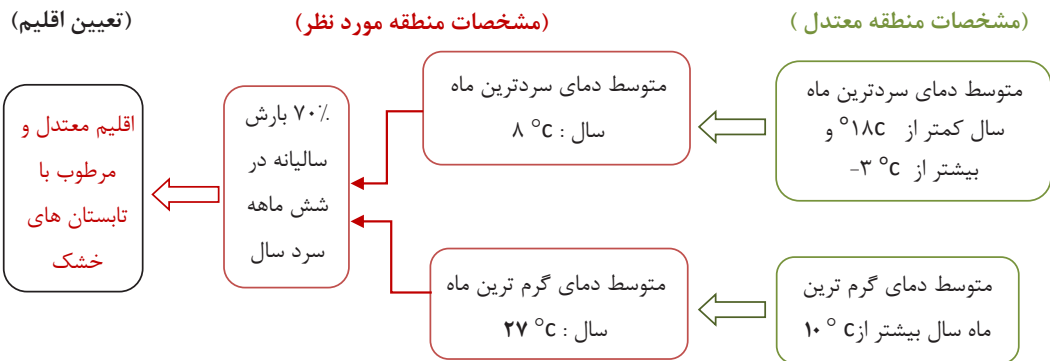 (مشخصات منطقه معتدل )
(مشخصات منطقه مورد نظر)
(تعیین اقلیم)
متوسط دمای سردترین ماه
سال کمتر از ۱۸c° و
بیشتر از ۳ °c-
متوسط دمای گرم ترین
ماه سال بیشتر از۱۰ ° c
متوسط دمای سردترین ماه
سال : ۸ °c
متوسط دمای گرم ترین ماه
سال : ۲۷ °c
۷۰٪ بارش
سالیانه در
شش ماهه
سرد سال
اقلیم معتدل و
مرطوب با
تابستان های
خشک